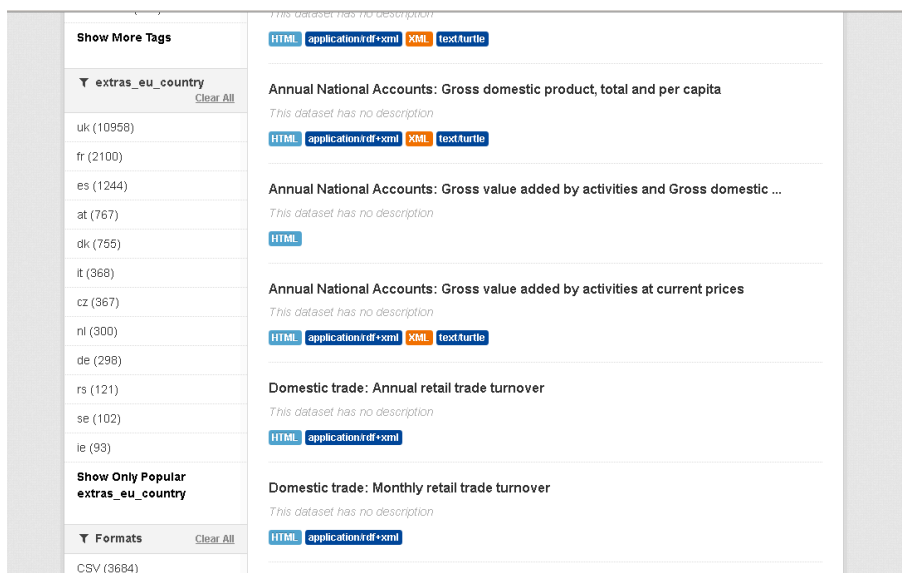 Show More Tags
extras_eu_country
Clear All
uk (10958)
fr (2100)
es (1244)
at (767)
dk (755)
it (368)
cz (367)
nl (300)
de (298)
rs (121)
se (102)
ie (93)
Show Only Popular
extras_eu_country
Formats Clear All
CSV (3684)
This dataset has no description
HTML application/rdf+xml XML text/turtle
Annual National Accounts: Gross domestic product, total and per capita
This dataset has no description
HTML application/rdf+xml XML text/turtle
Annual National Accounts: Gross value added by activities and Gross domestic ...
This dataset has no description
HTML
Annual National Accounts: Gross value added by activities at current prices
This dataset has no description
HTML application/rdf+xml XML text/turtle
Domestic trade: Annual retail trade turnover
This dataset has no description
HTML application/rdf+xml
Domestic trade: Monthly retail trade turnover
This dataset has no description
HTML application/rdf+xml